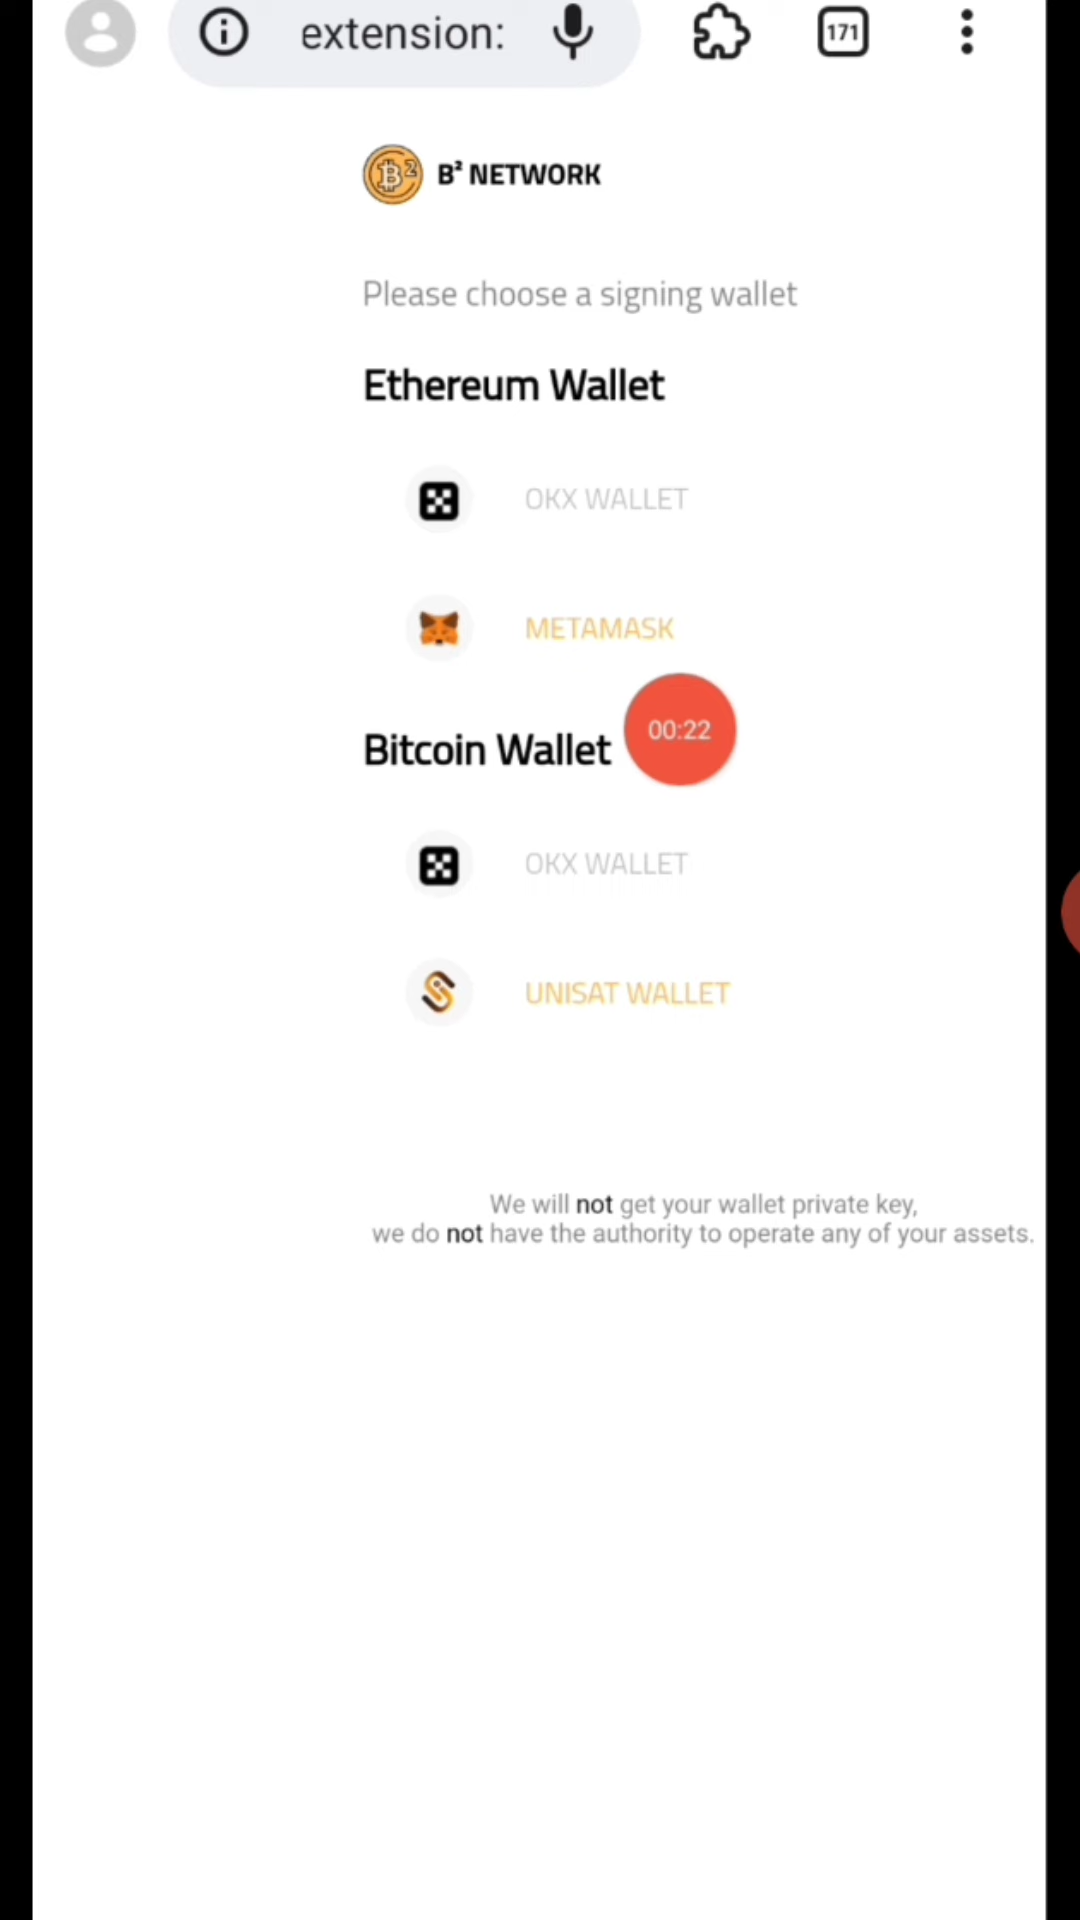 extension:
171
B² NETWORK
Please choose a signing wallet
Ethereum Wallet
OKX WALLET
METAMASK
00:22
Bitcoin Wallet
OKX WALLET
UNISAT WALLET
We will not get your wallet private key,
we do not have the authority to operate any of your assets.